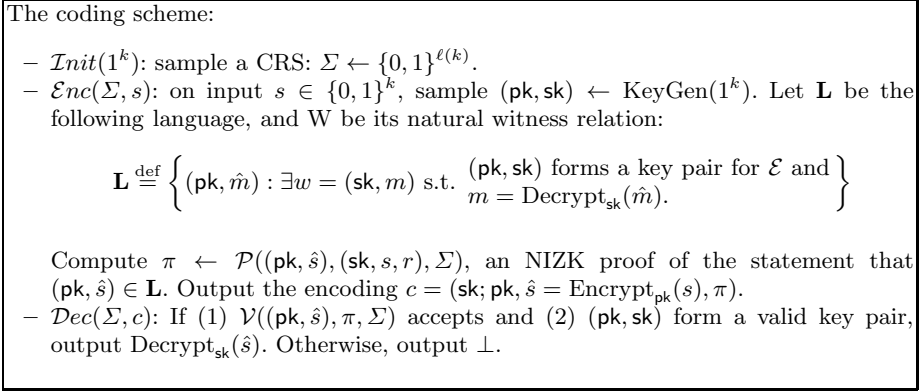 The coding scheme:
– Init(1^k): sample a CRS: Σ ← {0, 1}^ℓ(k).
– Enc(Σ, s): on input s ∈ {0, 1}^k, sample (pk, sk) ← KeyGen(1^k). Let L be the
following language, and W be its natural witness relation:
L def= { (pk, m̂) : ∃w = (sk, m) s.t. (pk, sk) forms a key pair for E and
m = Decrypt_sk(m̂). }
Compute π ← P((pk, ŝ), (sk, s, r), Σ), an NIZK proof of the statement that
(pk, ŝ) ∈ L. Output the encoding c = (sk; pk, ŝ = Encrypt_pk(s), π).
– Dec(Σ, c): If (1) V((pk, ŝ), π, Σ) accepts and (2) (pk, sk) form a valid key pair,
output Decrypt_sk(ŝ). Otherwise, output ⊥.